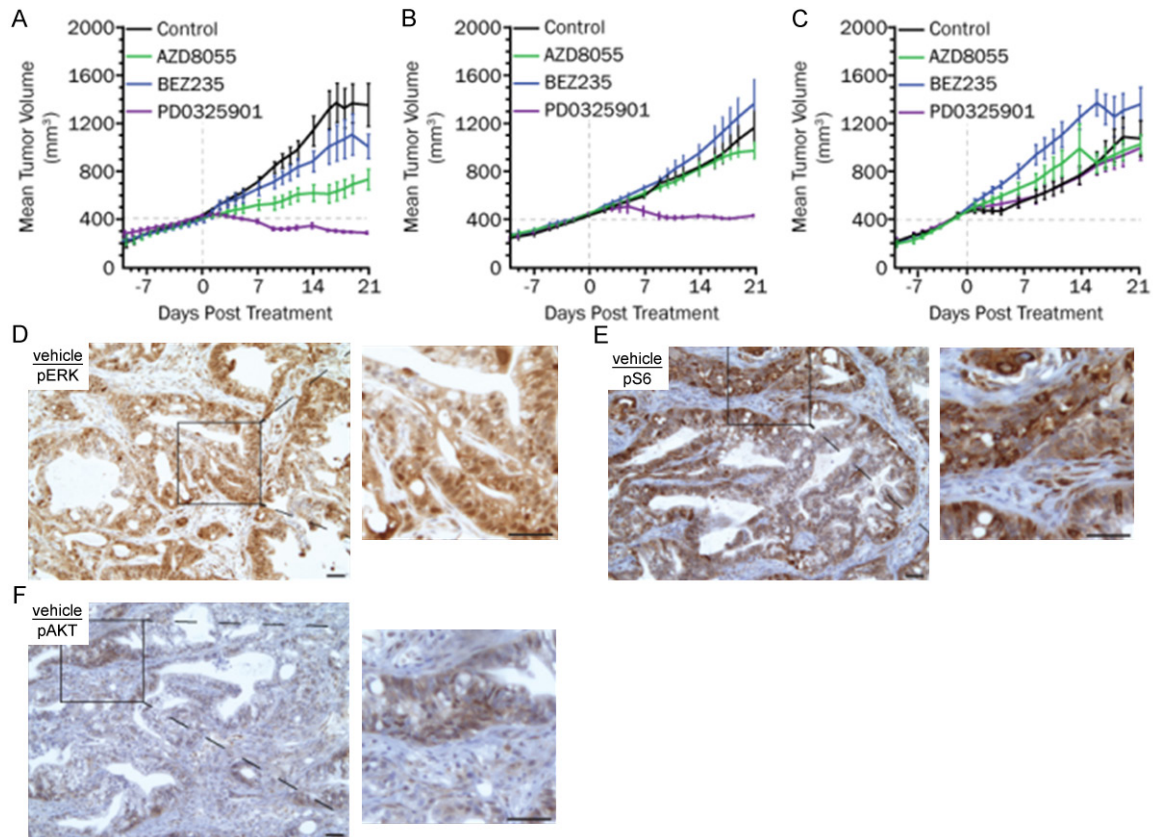 A
2000
1600
1200
800
400
0
Mean Tumor Volume
(mm³)
Control
AZD8055
BEZ235
PD0325901
-7 0 7 14 21
Days Post Treatment
B
2000
1600
1200
800
400
0
Mean Tumor Volume
(mm³)
Control
AZD8055
BEZ235
PD0325901
-7 0 7 14 21
Days Post Treatment
C
2000
1600
1200
800
400
0
Mean Tumor Volume
(mm³)
Control
AZD8055
BEZ235
PD0325901
-7 0 7 14 21
Days Post Treatment
D
vehicle
pERK
E
vehicle
pS6
F
vehicle
pAKT